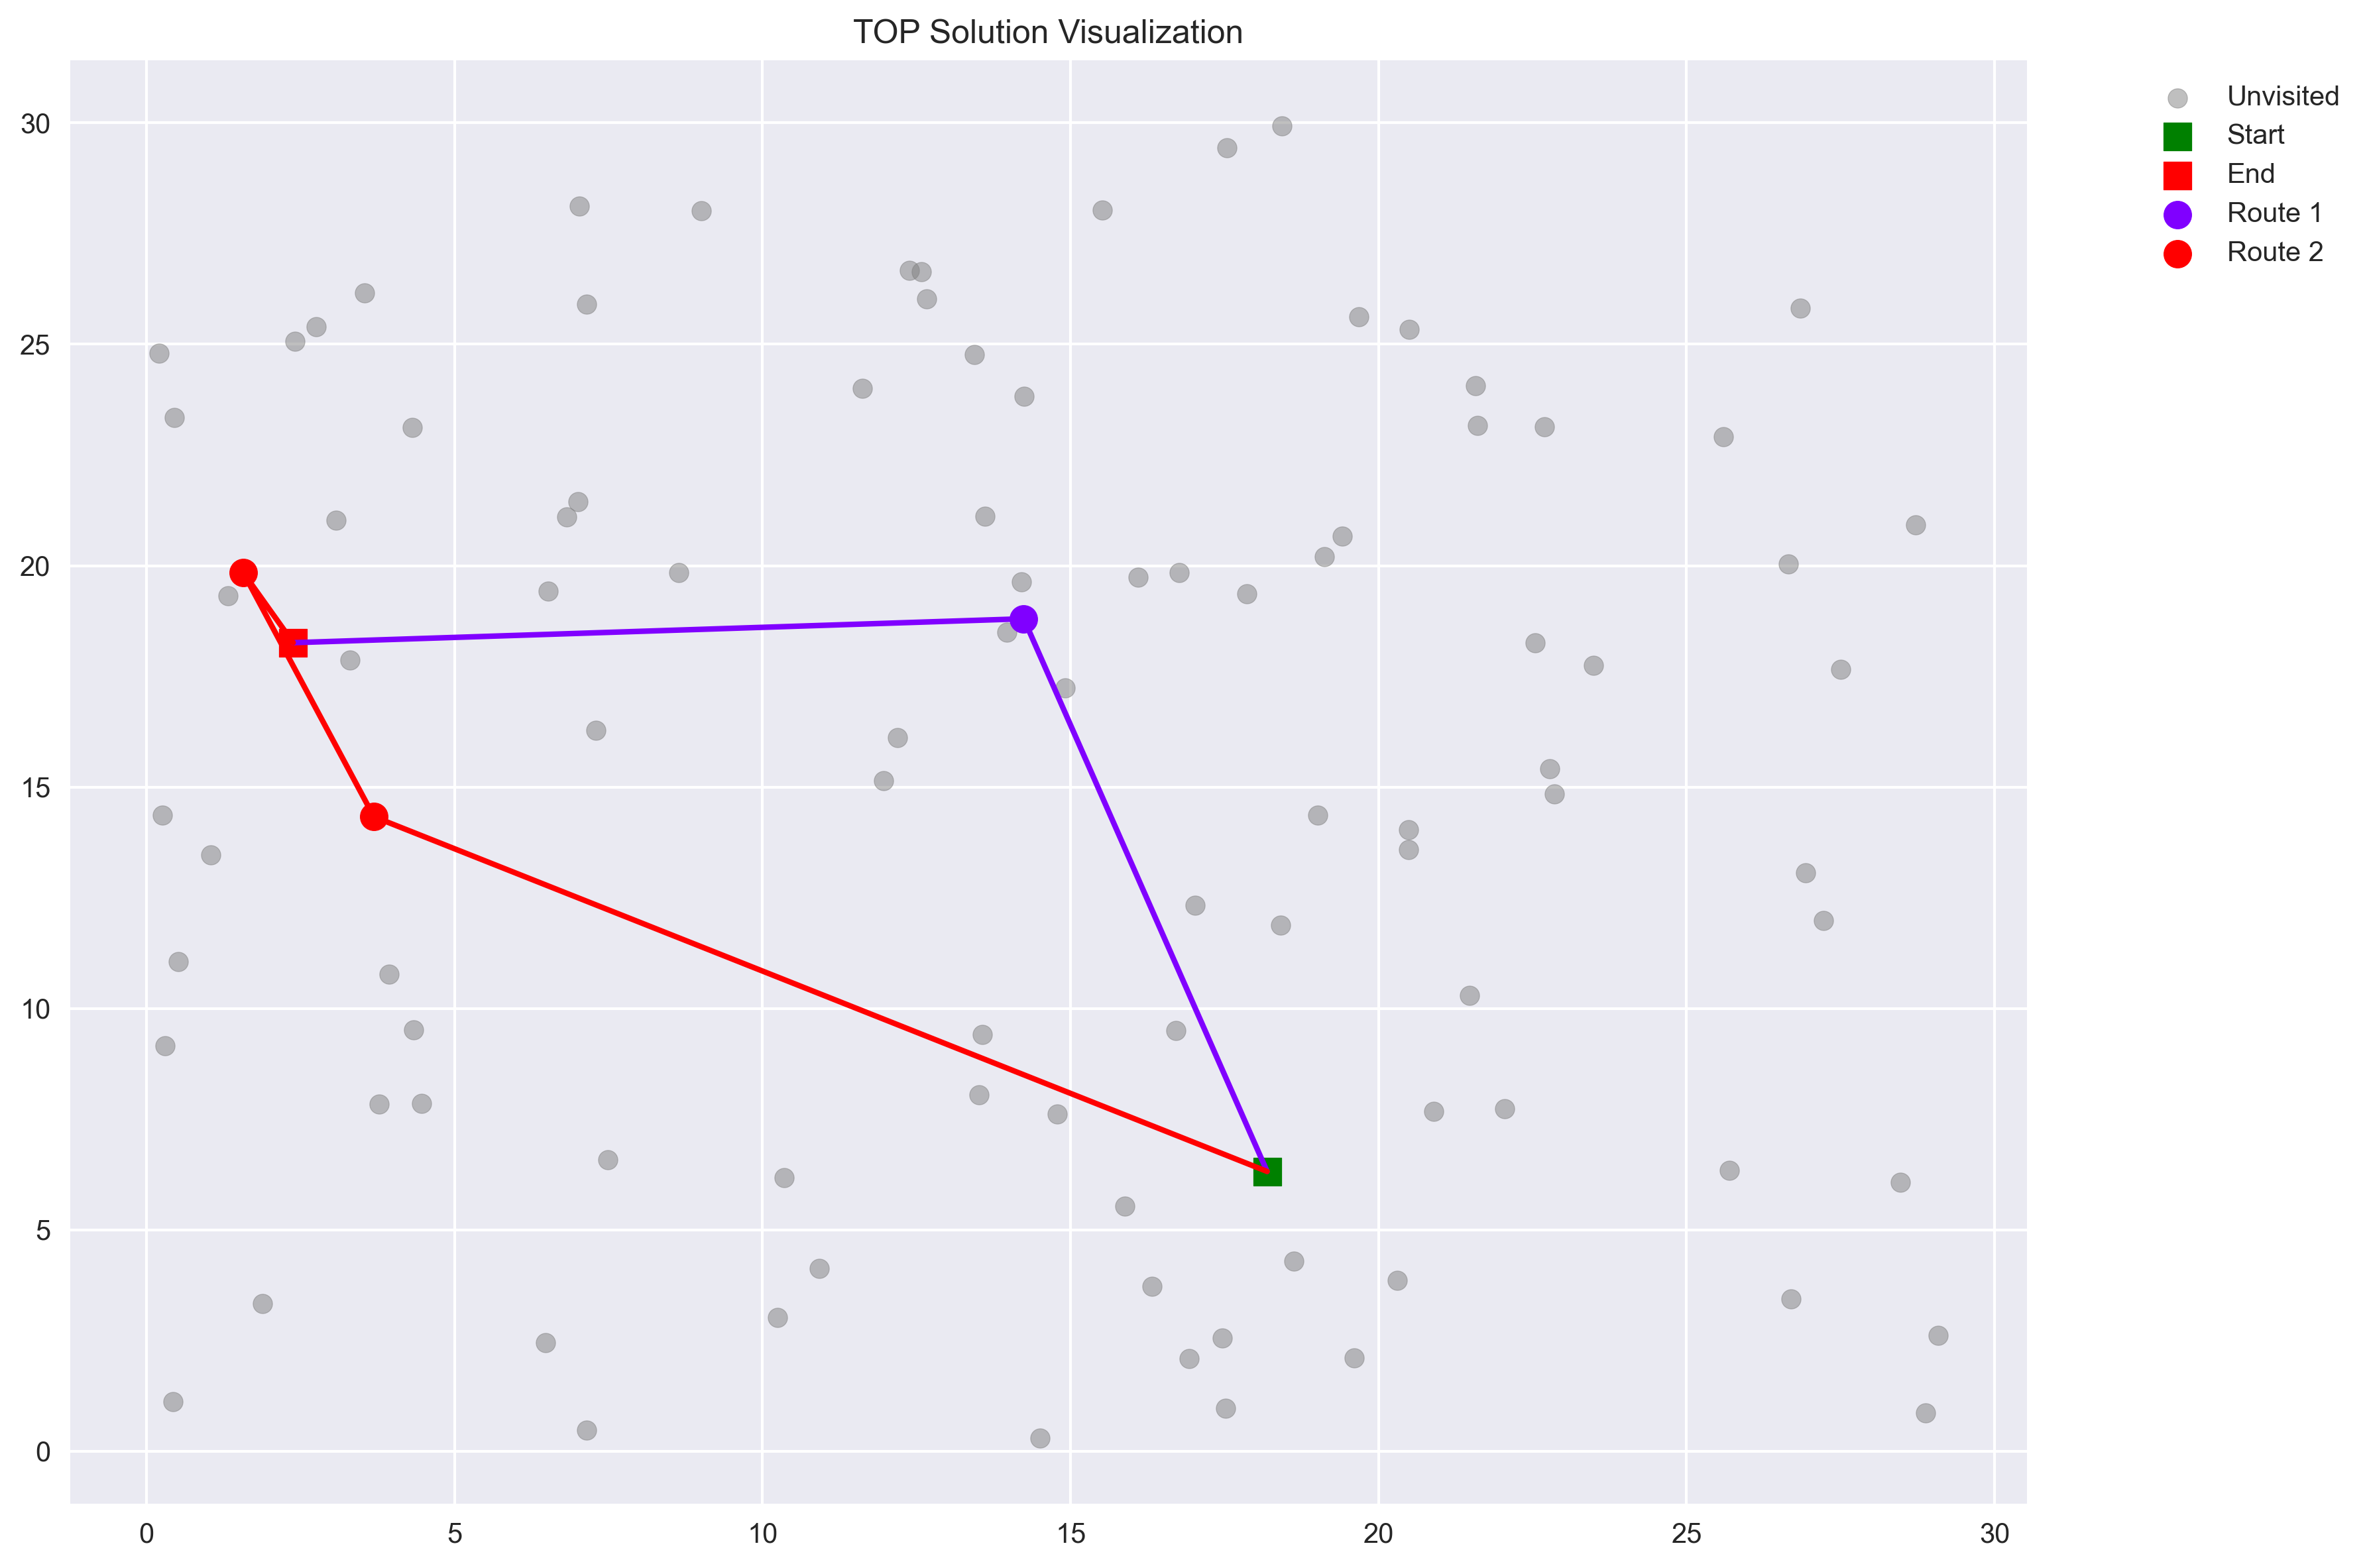 TOP Solution Visualization
Unvisited
Start
End
Route 1
Route 2
30
25
20
15
10
5
0
0 5 10 15 20 25 30